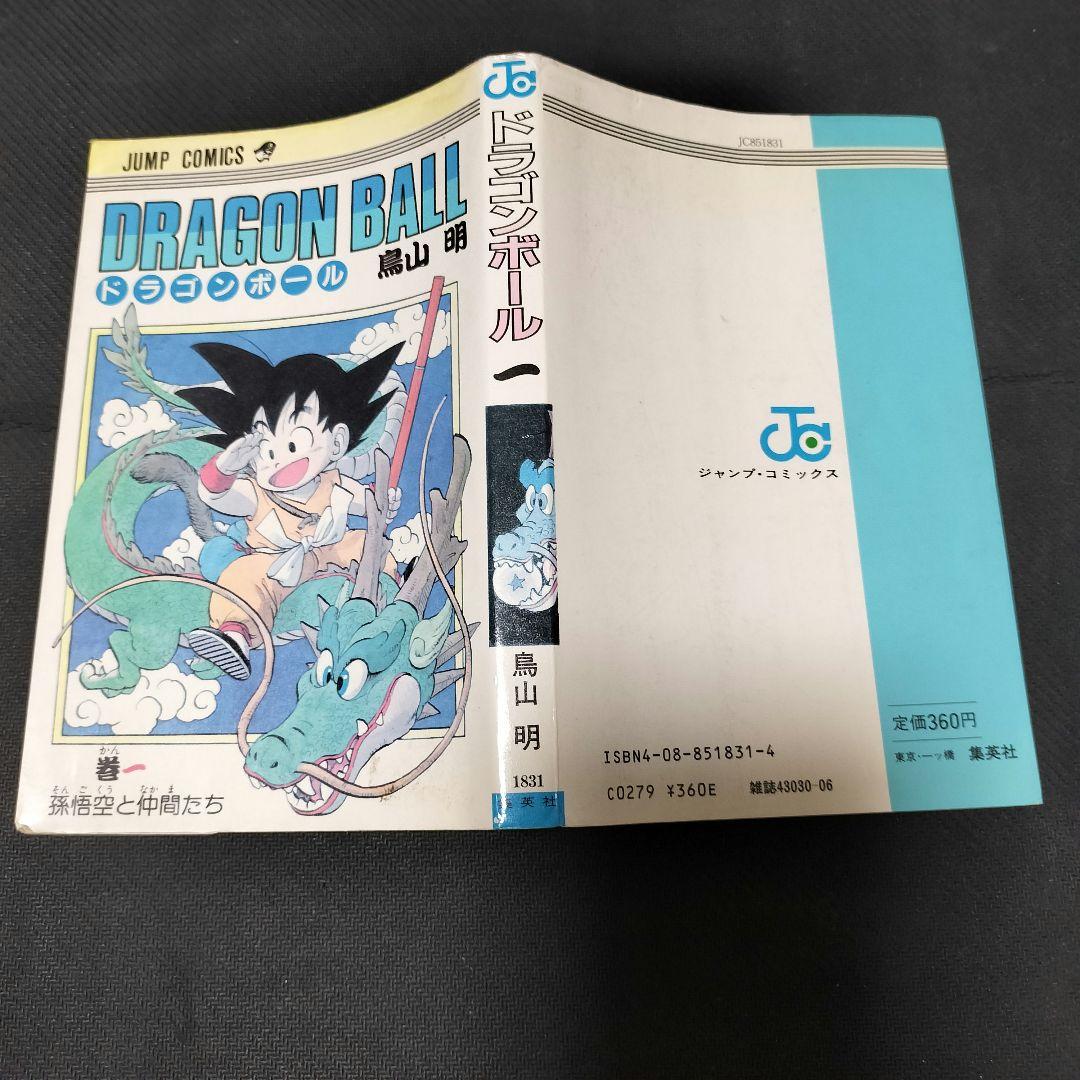 JUMP COMICS
DRAGON BALL
ドラゴンボール
鳥山 明
かん
巻一
そんごくう なかま
孫悟空と仲間たち
JC
ドラゴンボール
一
鳥山 明
1831
集英社
JC851831
JC
ジャンプ・コミックス
定価360円
東京・一ッ橋 集英社
ISBN4-08-851831-4
C0279 ¥360E 雑誌43030-06